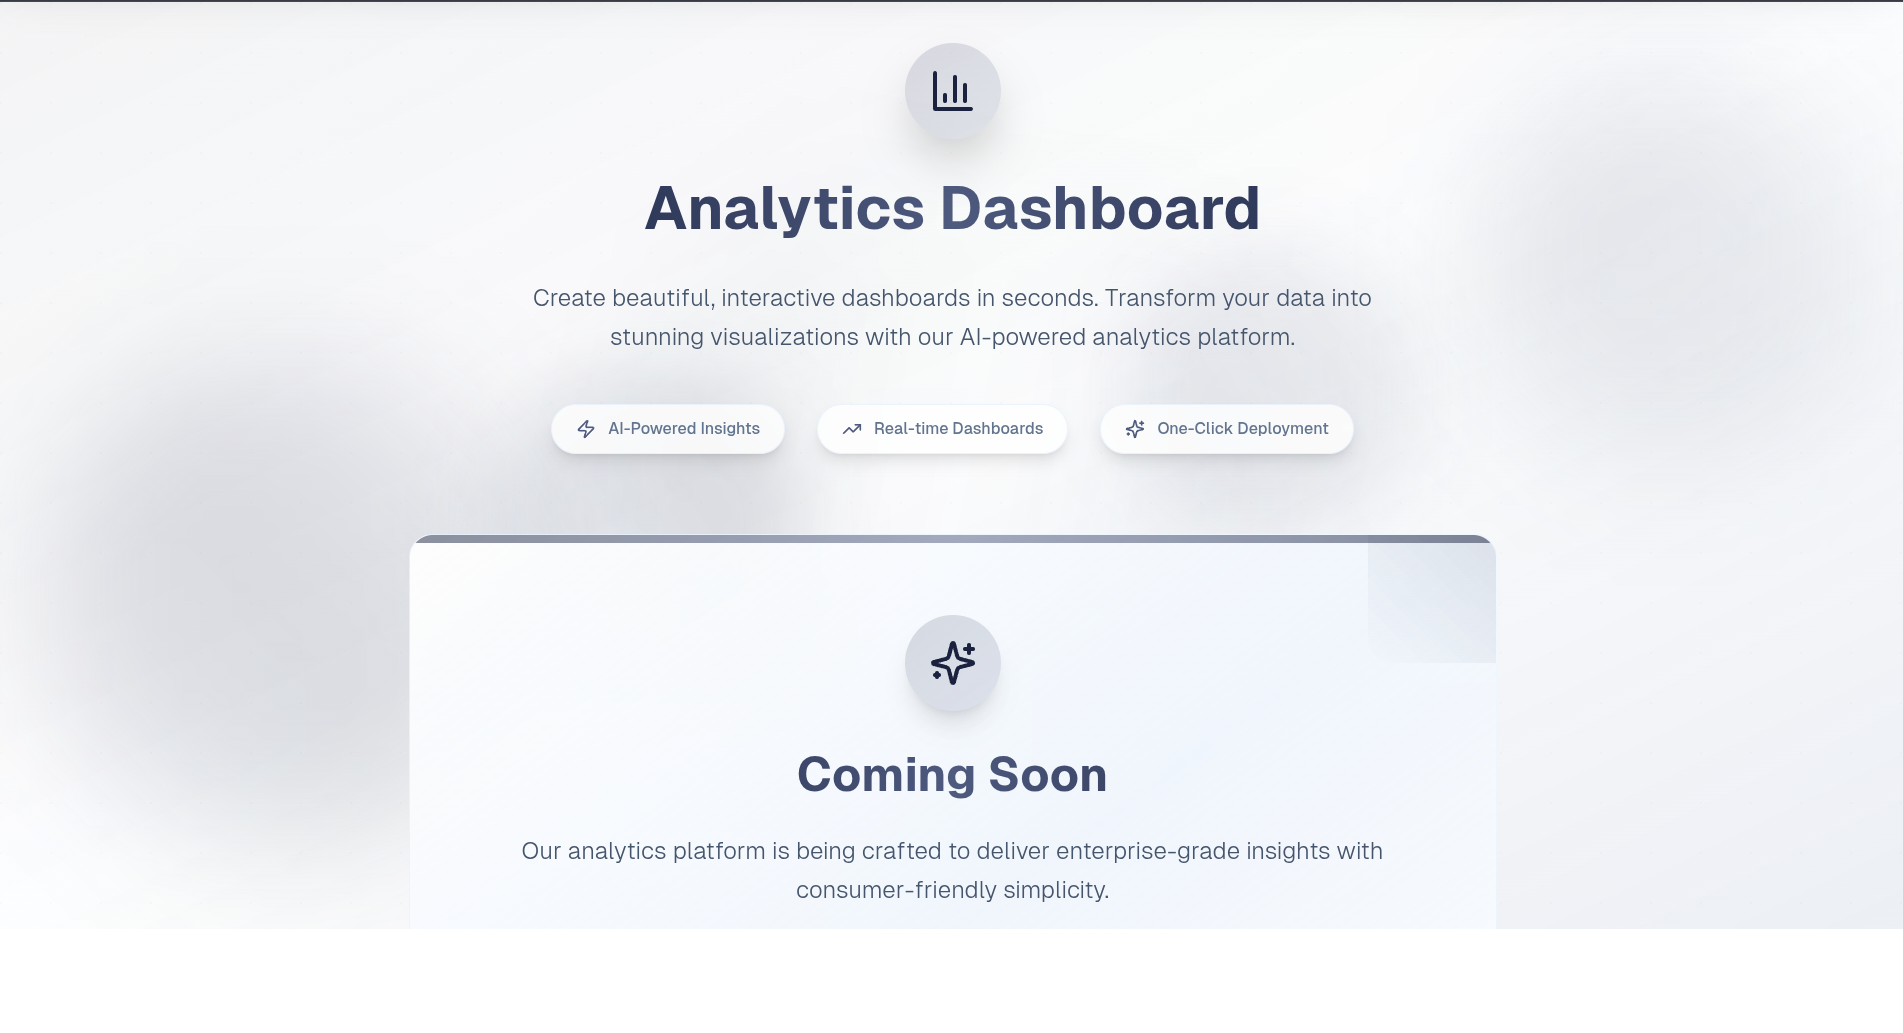 Analytics Dashboard
Create beautiful, interactive dashboards in seconds. Transform your data into
stunning visualizations with our AI-powered analytics platform.
AI-Powered Insights
Real-time Dashboards
One-Click Deployment
Coming Soon
Our analytics platform is being crafted to deliver enterprise-grade insights with
consumer-friendly simplicity.